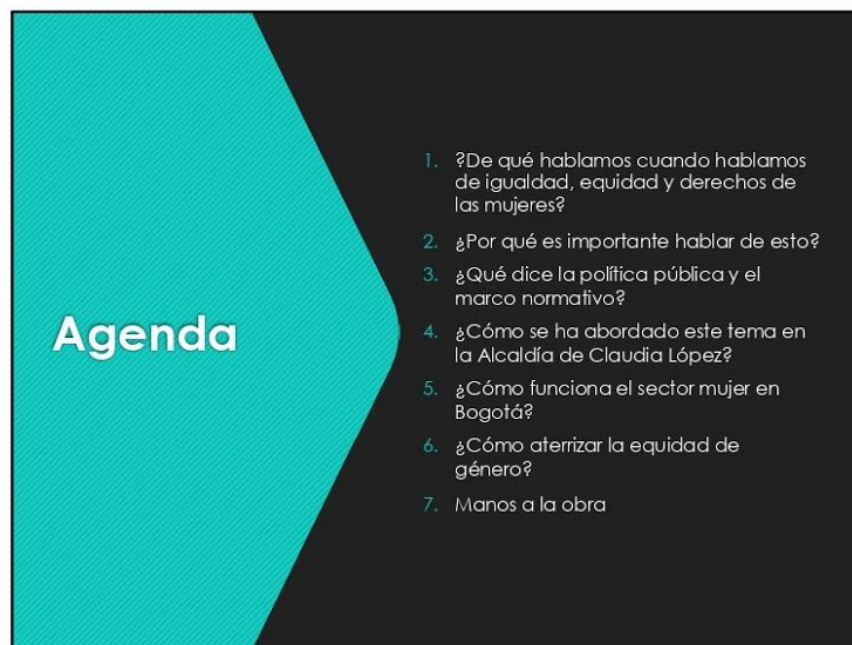 Agenda
1. ?De qué hablamos cuando hablamos
de igualdad, equidad y derechos de
las mujeres?
2. ¿Por qué es importante hablar de esto?
3. ¿Qué dice la política pública y el
marco normativo?
4. ¿Cómo se ha abordado este tema en
la Alcaldía de Claudia López?
5. ¿Cómo funciona el sector mujer en
Bogotá?
6. ¿Cómo aterrizar la equidad de
género?
7. Manos a la obra